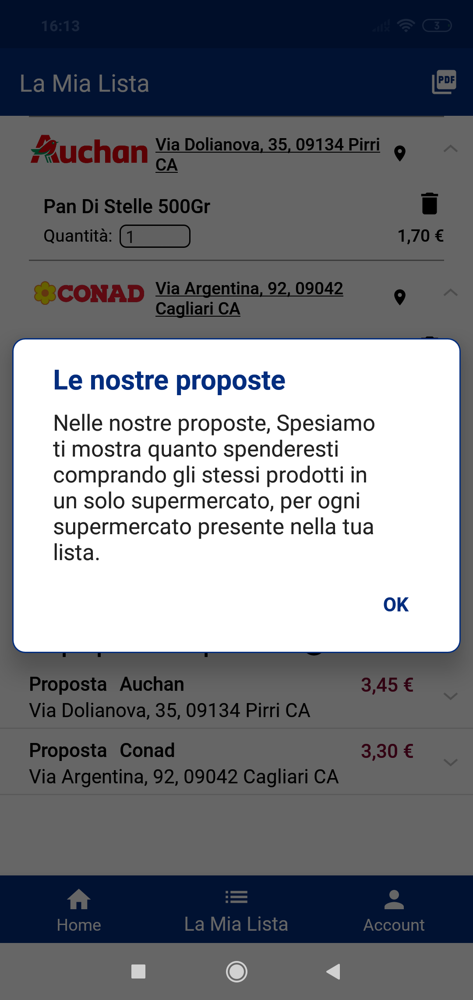 16:13
3
La Mia Lista
PDF
Auchan
Via Dolianova, 35, 09134 Pirri
CA
Pan Di Stelle 500Gr
Quantità: 1
1,70 €
CONAD
Via Argentina, 92, 09042
Cagliari CA
Le nostre proposte
Nelle nostre proposte, Spesiamo
ti mostra quanto spenderesti
comprando gli stessi prodotti in
un solo supermercato, per ogni
supermercato presente nella tua
lista.
OK
Proposta Auchan
3,45 €
Via Dolianova, 35, 09134 Pirri CA
Proposta Conad
3,30 €
Via Argentina, 92, 09042 Cagliari CA
Home
La Mia Lista
Account